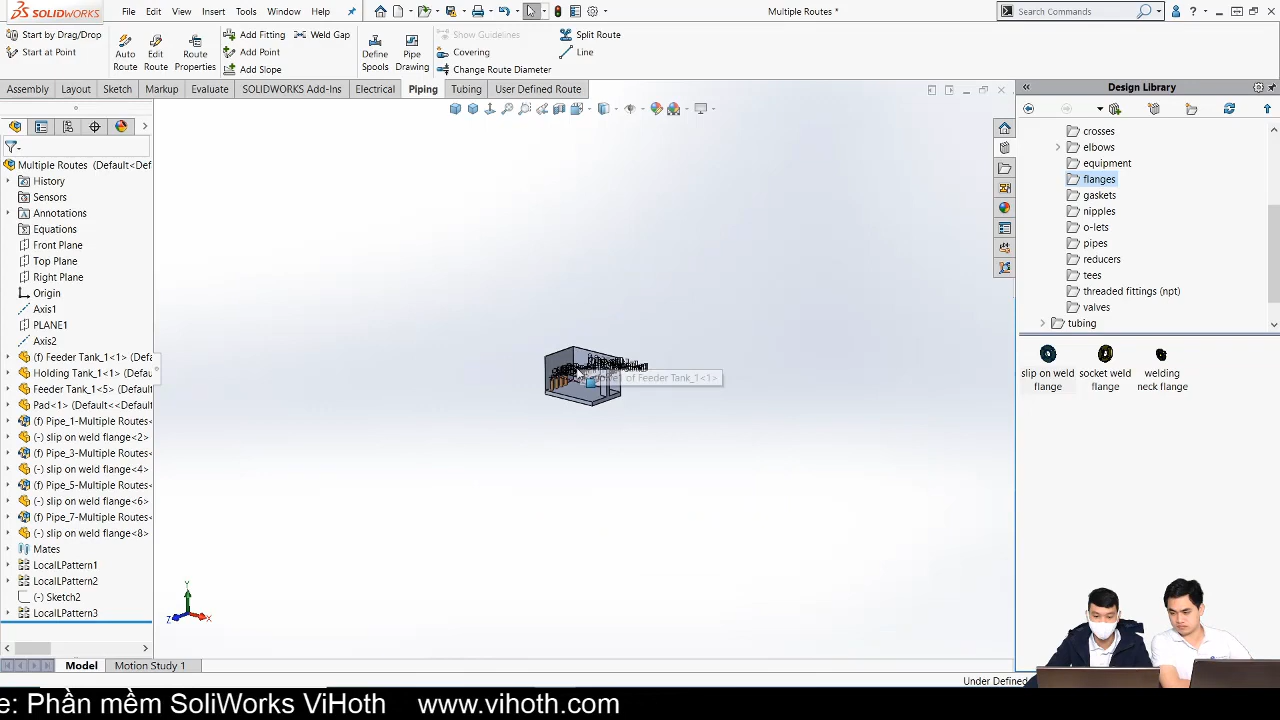 SOLIDWORKS File Edit View Insert Tools Window Help Multiple Routes * Search Commands
Start by Drag/Drop Auto Route Edit Route Route Properties Add Fitting Weld Gap Define Spools Pipe Drawing Show Guidelines Split Route
Start at Point Add Point Covering Line
Add Slope Change Route Diameter
Assembly Layout Sketch Markup Evaluate SOLIDWORKS Add-Ins Electrical Piping Tubing User Defined Route
Design Library
Multiple Routes (Default<Def
History
Sensors
Annotations
Equations
Front Plane
Top Plane
Right Plane
Origin
Axis1
PLANE1
Axis2
(f) Feeder Tank_1<1> (Defa
Holding Tank_1<1> (Default
Feeder Tank_1<5> (Default
Pad<1> (Default<<Default
(f) Pipe_1-Multiple Routes<
(-) slip on weld flange<2>
(f) Pipe_3-Multiple Routes<
(-) slip on weld flange<4>
(f) Pipe_5-Multiple Routes<
(-) slip on weld flange<6>
(f) Pipe_7-Multiple Routes<
(-) slip on weld flange<8>
Mates
LocalLPattern1
LocalLPattern2
(-) Sketch2
LocalLPattern3
of Feeder Tank_1<1>
Y
Z X
crosses
elbows
equipment
flanges
gaskets
nipples
o-lets
pipes
reducers
tees
threaded fittings (npt)
valves
tubing
slip on weld flange
socket weld flange
welding neck flange
Model Motion Study 1
Under Defined
e: Phần mềm SoliWorks ViHoth www.vihoth.com